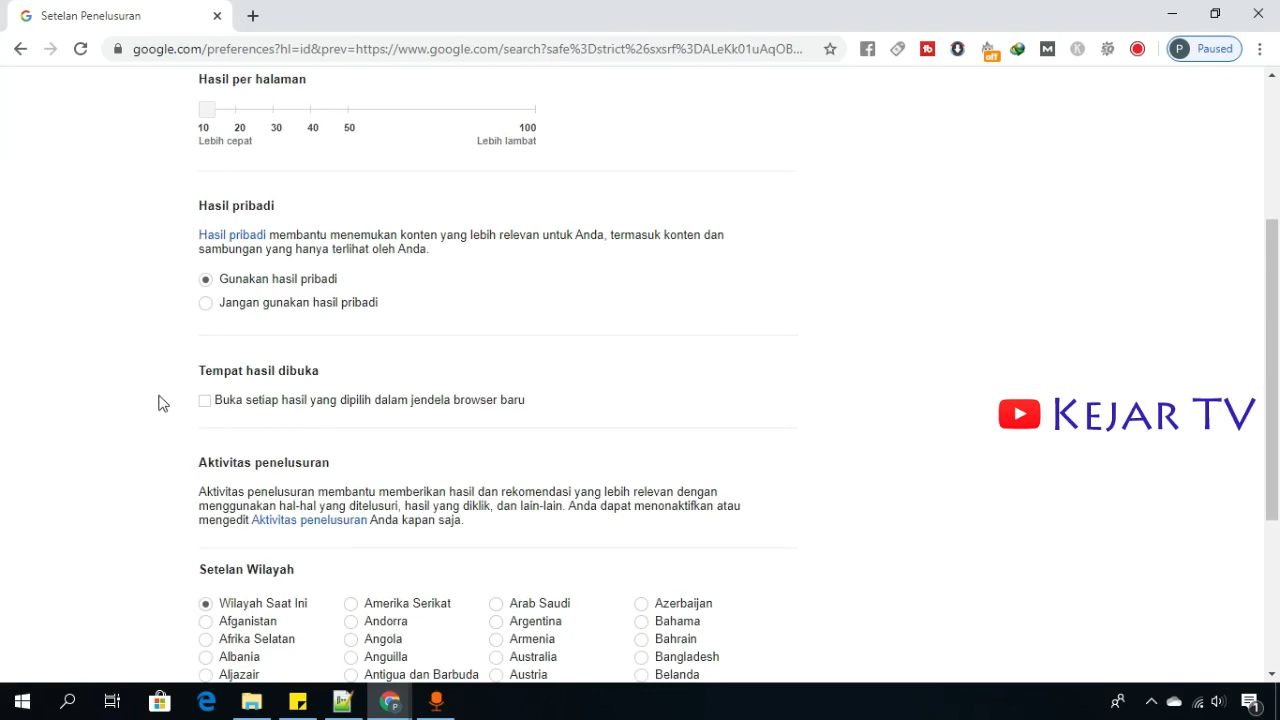 Setelan Penelusuran
google.com/preferences?hl=id&prev=https://www.google.com/search?safe%3Dstrict%26sxsrf%3DALeKk01uAqOB...
off
P Paused
Hasil per halaman
10 20 30 40 50 100
Lebih cepat Lebih lambat
Hasil pribadi
Hasil pribadi membantu menemukan konten yang lebih relevan untuk Anda, termasuk konten dan
sambungan yang hanya terlihat oleh Anda.
Gunakan hasil pribadi
Jangan gunakan hasil pribadi
Tempat hasil dibuka
Buka setiap hasil yang dipilih dalam jendela browser baru
KEJAR TV
Aktivitas penelusuran
Aktivitas penelusuran membantu memberikan hasil dan rekomendasi yang lebih relevan dengan
menggunakan hal-hal yang ditelusuri, hasil yang diklik, dan lain-lain. Anda dapat menonaktifkan atau
mengedit Aktivitas penelusuran Anda kapan saja.
Setelan Wilayah
Wilayah Saat Ini Amerika Serikat Arab Saudi Azerbaijan
Afganistan Andorra Argentina Bahama
Afrika Selatan Angola Armenia Bahrain
Albania Anguilla Australia Bangladesh
Aljazair Antigua dan Barbuda Austria Belanda